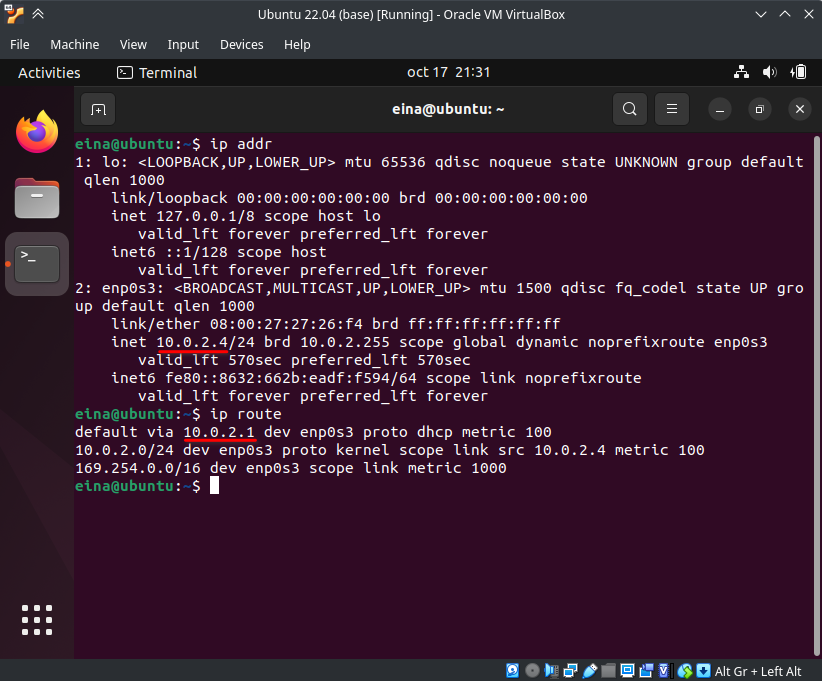 Ubuntu 22.04 (base) [Running] - Oracle VM VirtualBox
File Machine View Input Devices Help
Activities Terminal oct 17 21:31
eina@ubuntu: ~
eina@ubuntu:~$ ip addr
1: lo: <LOOPBACK,UP,LOWER_UP> mtu 65536 qdisc noqueue state UNKNOWN group default
 qlen 1000
    link/loopback 00:00:00:00:00:00 brd 00:00:00:00:00:00
    inet 127.0.0.1/8 scope host lo
       valid_lft forever preferred_lft forever
    inet6 ::1/128 scope host
       valid_lft forever preferred_lft forever
2: enp0s3: <BROADCAST,MULTICAST,UP,LOWER_UP> mtu 1500 qdisc fq_codel state UP gro
up default qlen 1000
    link/ether 08:00:27:27:26:f4 brd ff:ff:ff:ff:ff:ff
    inet 10.0.2.4/24 brd 10.0.2.255 scope global dynamic noprefixroute enp0s3
       valid_lft 570sec preferred_lft 570sec
    inet6 fe80::8632:662b:eadf:f594/64 scope link noprefixroute
       valid_lft forever preferred_lft forever
eina@ubuntu:~$ ip route
default via 10.0.2.1 dev enp0s3 proto dhcp metric 100
10.0.2.0/24 dev enp0s3 proto kernel scope link src 10.0.2.4 metric 100
169.254.0.0/16 dev enp0s3 scope link metric 1000
eina@ubuntu:~$
Alt Gr + Left Alt